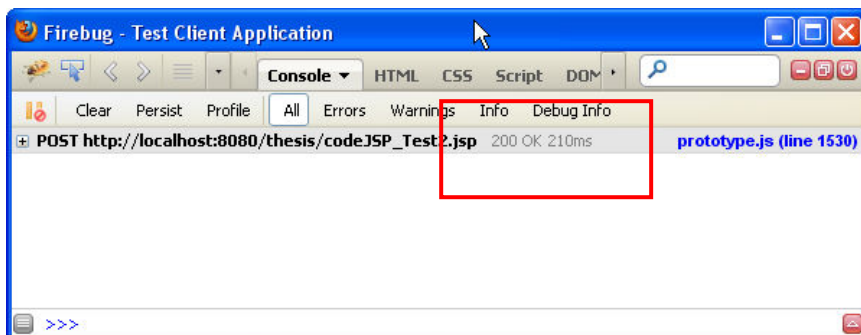 Firebug - Test Client Application
Console HTML CSS Script DOM
Clear Persist Profile All Errors Warnings Info Debug Info
POST http://localhost:8080/thesis/codeJSP_Test2.jsp 200 OK 210ms prototype.js (line 1530)
>>>